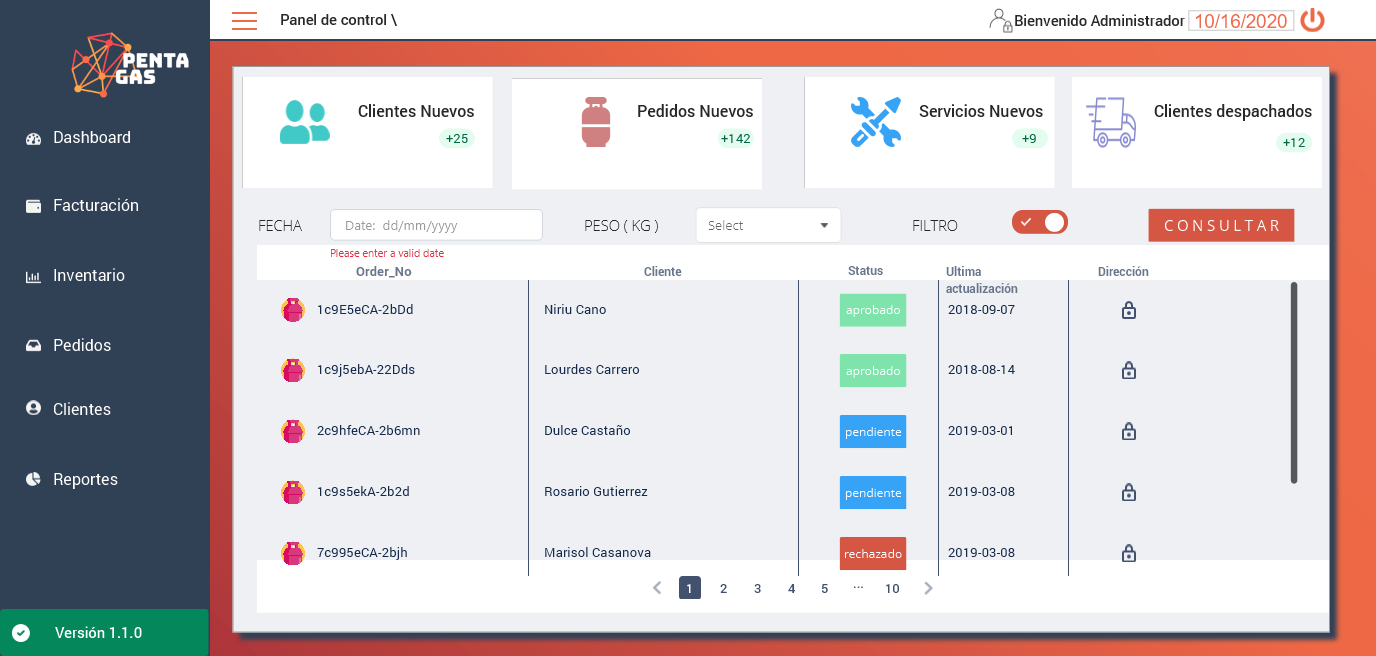 PENTA
GAS
Dashboard
Facturación
Inventario
Pedidos
Clientes
Reportes
Versión 1.1.0
Panel de control \
Bienvenido Administrador
10/16/2020
Clientes Nuevos
+25
Pedidos Nuevos
+142
Servicios Nuevos
+9
Clientes despachados
+12
FECHA
Date: dd/mm/yyyy
Please enter a valid date
PESO ( KG )
Select
FILTRO
CONSULTAR
Order_No Cliente Status Ultima actualización Dirección
1c9E5eCA-2bDd Niriu Cano aprobado 2018-09-07
1c9j5ebA-22Dds Lourdes Carrero aprobado 2018-08-14
2c9hfeCA-2b6mn Dulce Castaño pendiente 2019-03-01
1c9s5ekA-2b2d Rosario Gutierrez pendiente 2019-03-08
7c995eCA-2bjh Marisol Casanova rechazado 2019-03-08
1 2 3 4 5 ... 10